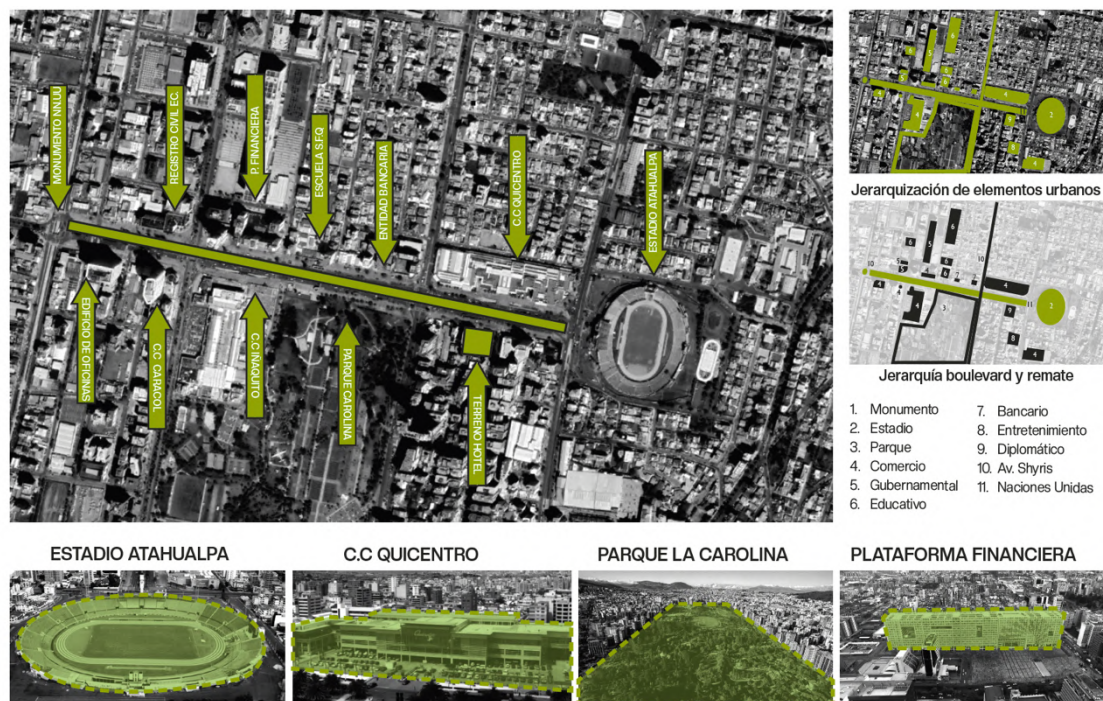 MONUMENTO NN.UU
REGISTRO CIVIL EC.
P. FINANCIERA
ESCUELA S.F.Q
ENTIDAD BANCARIA
C.C QUICENTRO
ESTADIO ATAHUALPA
EDIFICIO DE OFICINAS
C.C CARACOL
C.C IÑAQUITO
PARQUE CAROLINA
TERRENO HOTEL
Jerarquización de elementos urbanos
Jerarquía boulevard y remate
1. Monumento
2. Estadio
3. Parque
4. Comercio
5. Gubernamental
6. Educativo
7. Bancario
8. Entretenimiento
9. Diplomático
10. Av. Shyris
11. Naciones Unidas
ESTADIO ATAHUALPA
C.C QUICENTRO
PARQUE LA CAROLINA
PLATAFORMA FINANCIERA